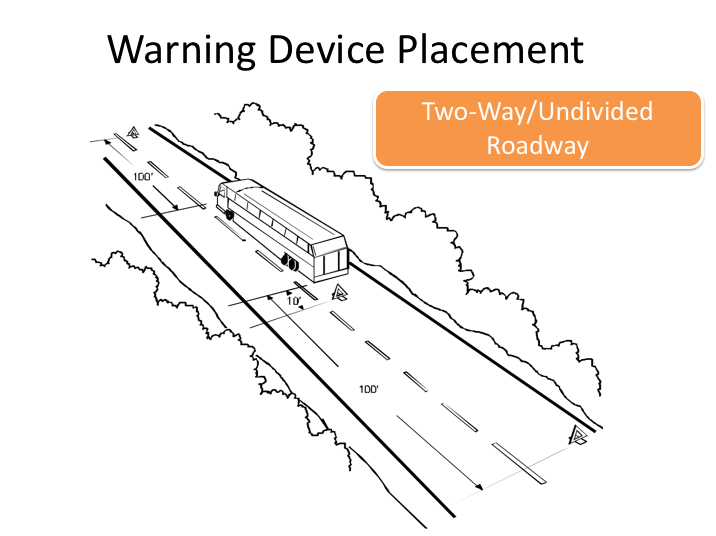 Warning Device Placement
Two-Way/Undivided
Roadway
100'
10'
100'